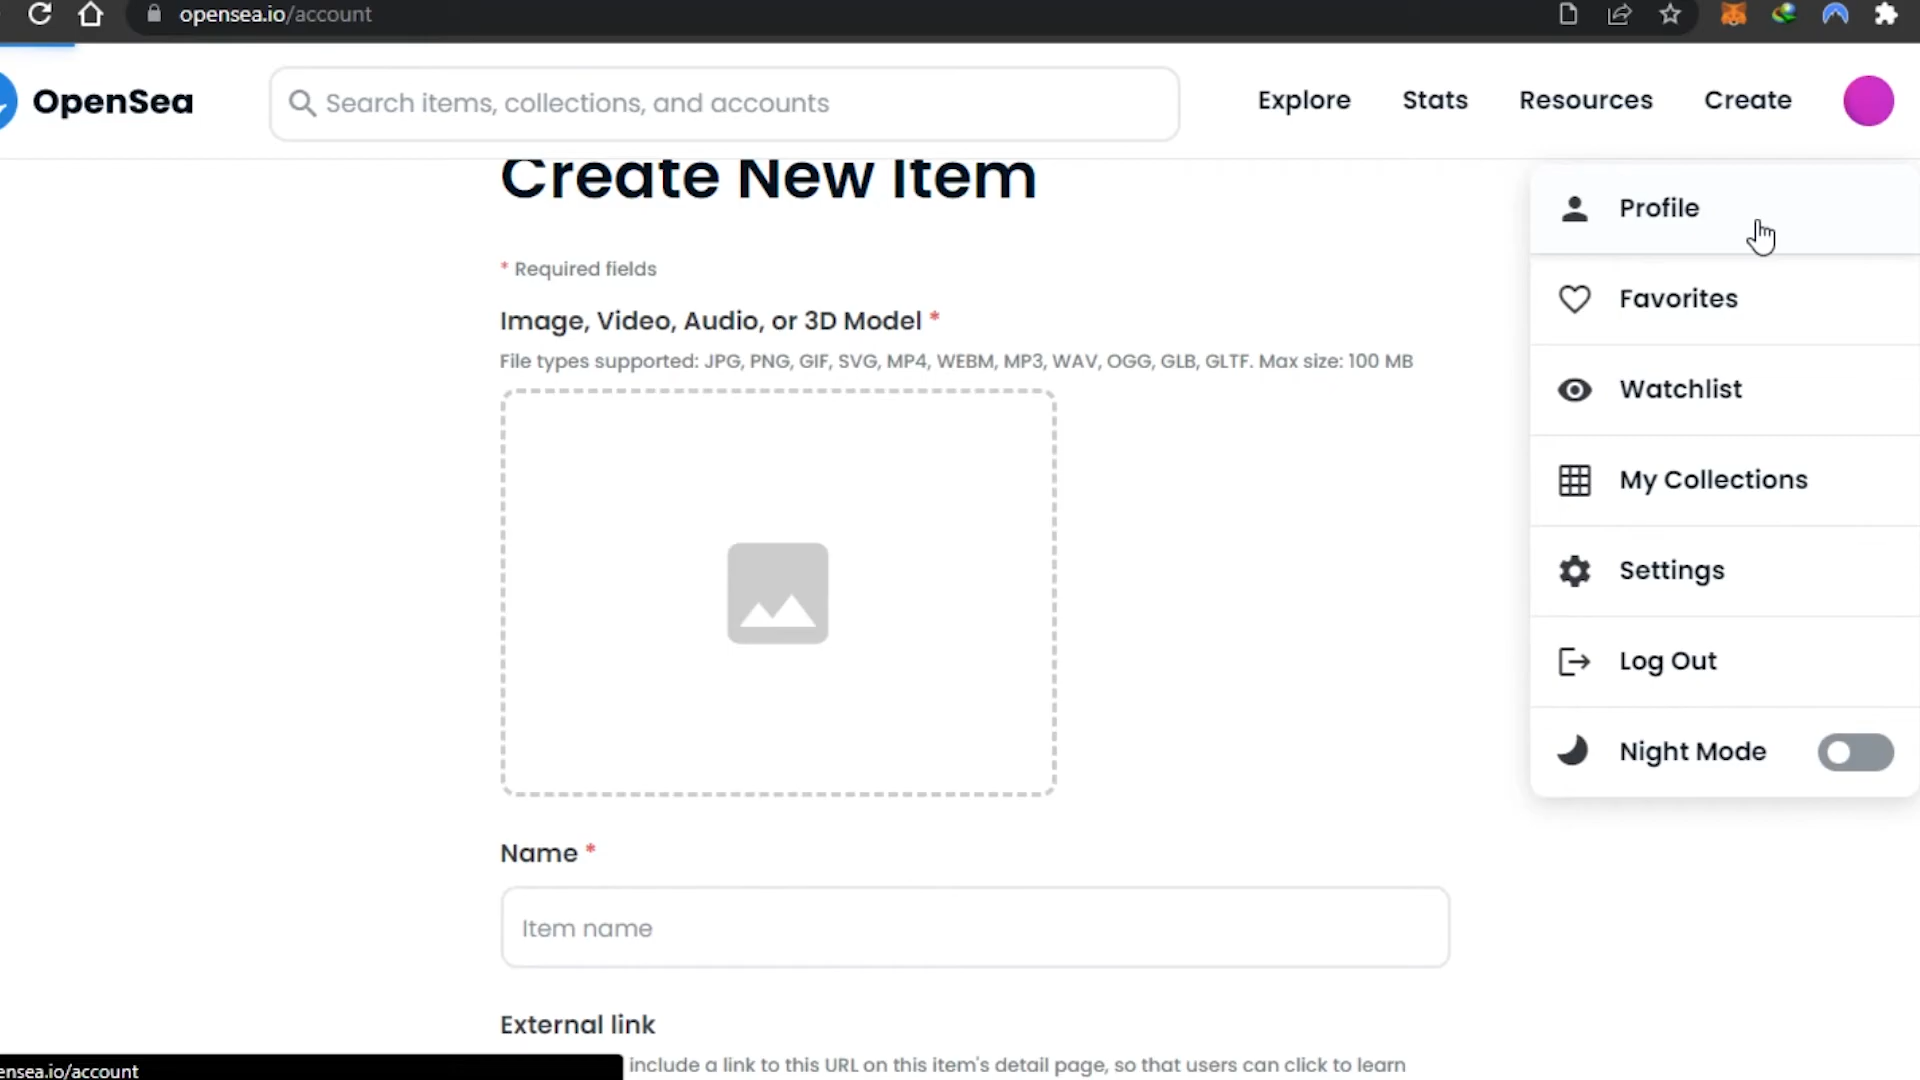 opensea.io/account
OpenSea
Search items, collections, and accounts
Explore
Stats
Resources
Create
Create New Item
* Required fields
Image, Video, Audio, or 3D Model *
File types supported: JPG, PNG, GIF, SVG, MP4, WEBM, MP3, WAV, OGG, GLB, GLTF. Max size: 100 MB
Name *
Item name
External link
include a link to this URL on this item's detail page, so that users can click to learn
Profile
Favorites
Watchlist
My Collections
Settings
Log Out
Night Mode
ensea.io/account